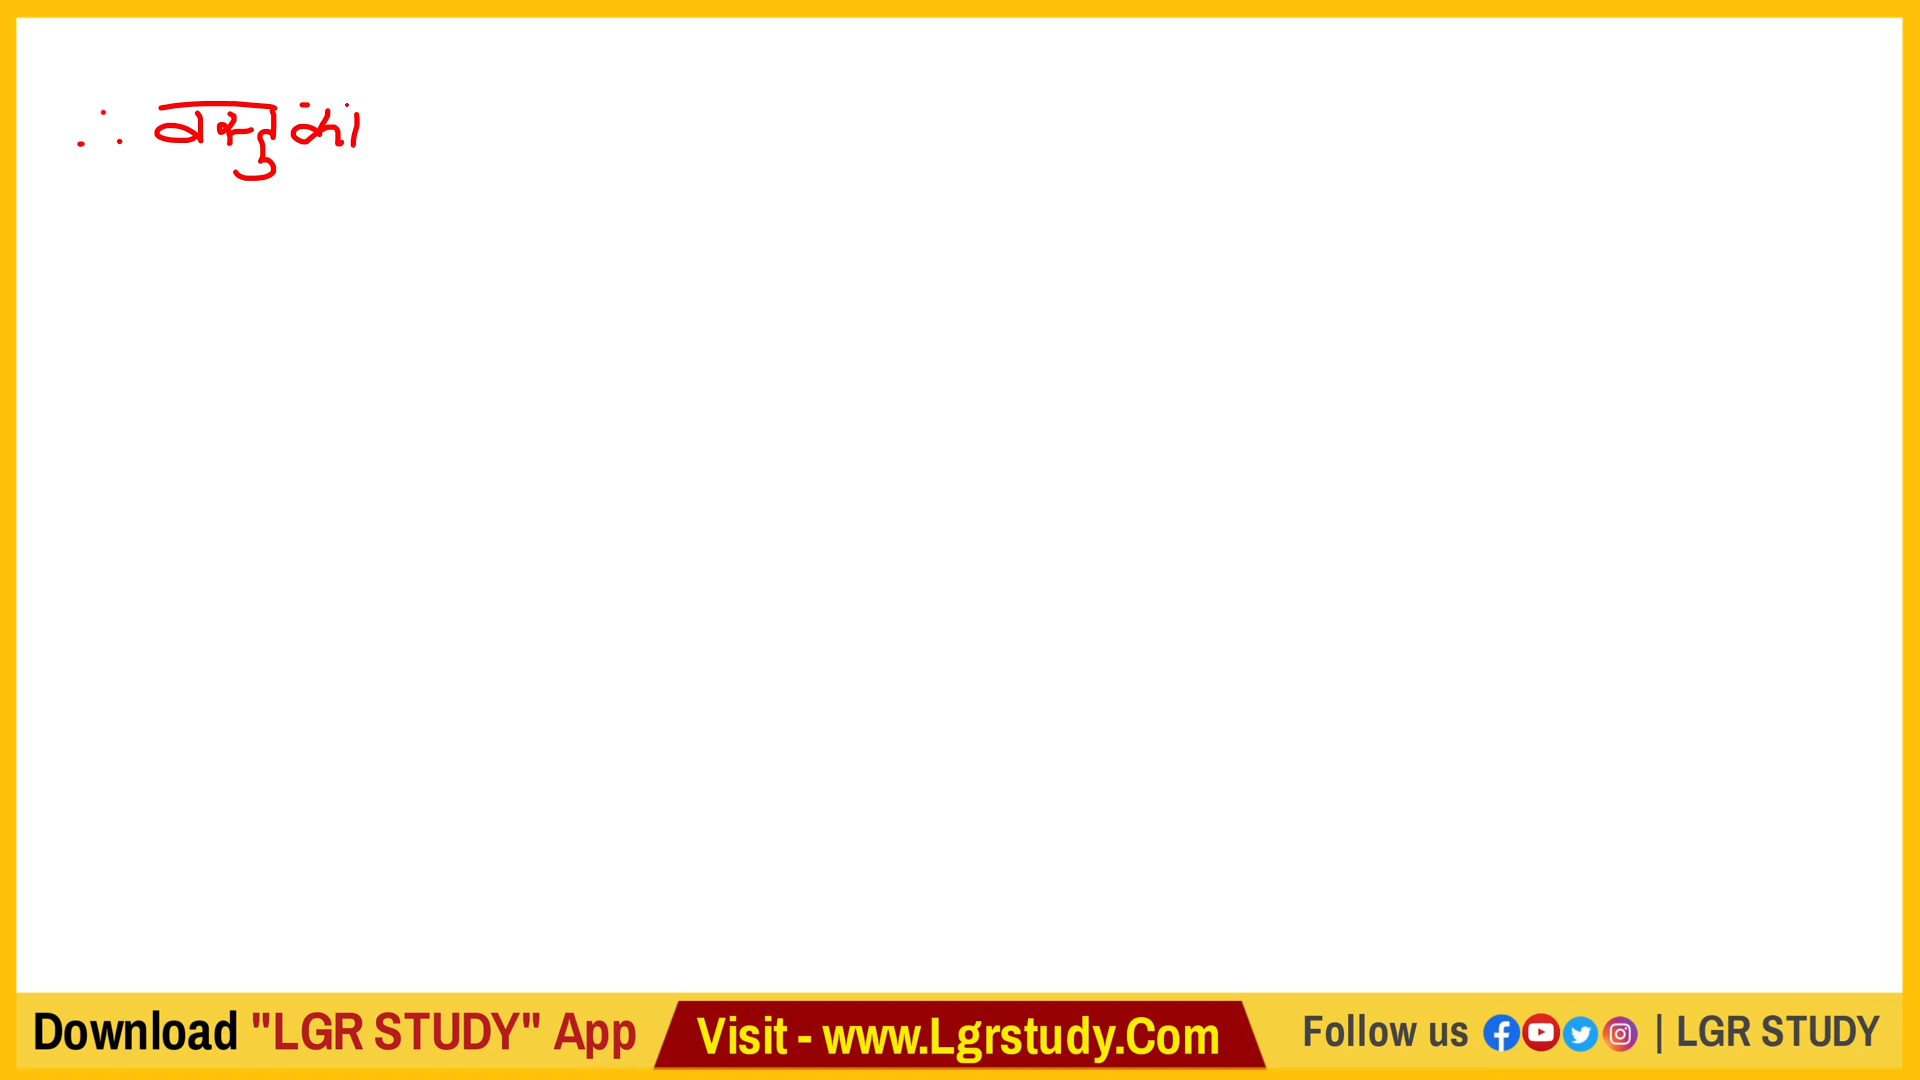 ∴ वस्तु का
Download "LGR STUDY" App Visit - www.Lgrstudy.Com Follow us | LGR STUDY